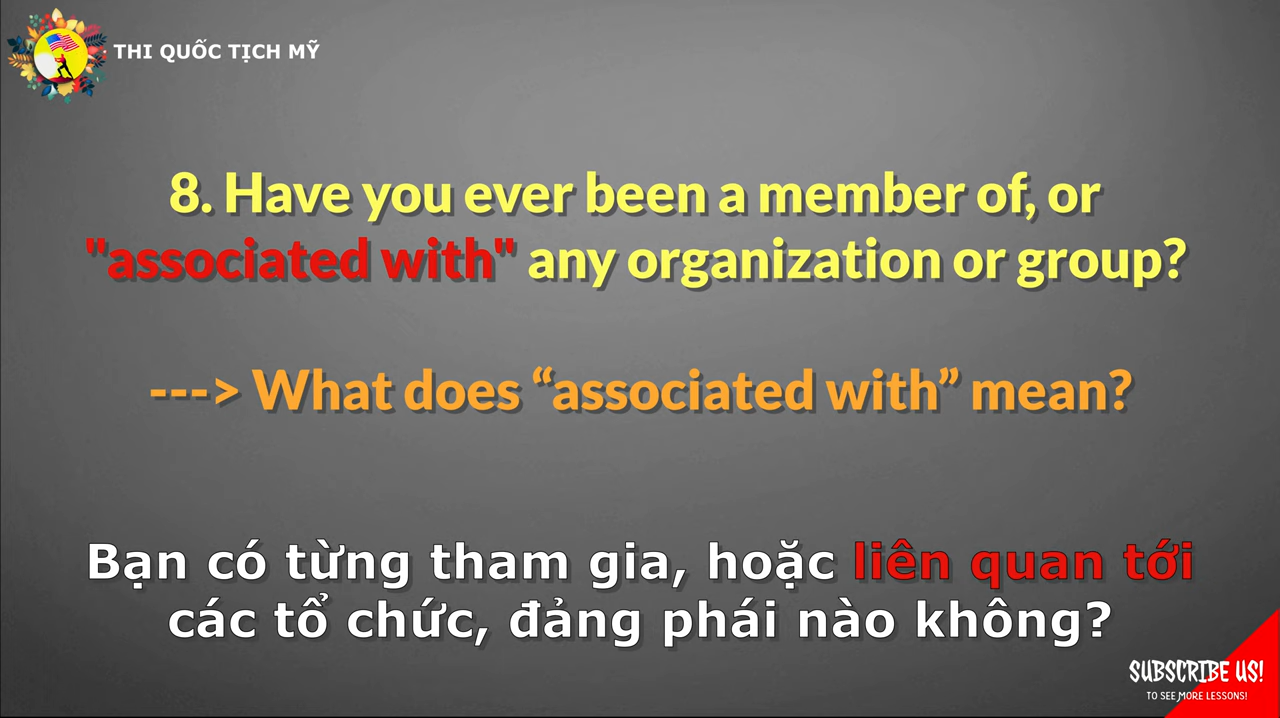 THI QUỐC TỊCH MỸ
8. Have you ever been a member of, or
"associated with" any organization or group?
---> What does “associated with” mean?
Bạn có từng tham gia, hoặc liên quan tới
các tổ chức, đảng phái nào không?
SUBSCRIBE US!
TO SEE MORE LESSONS!